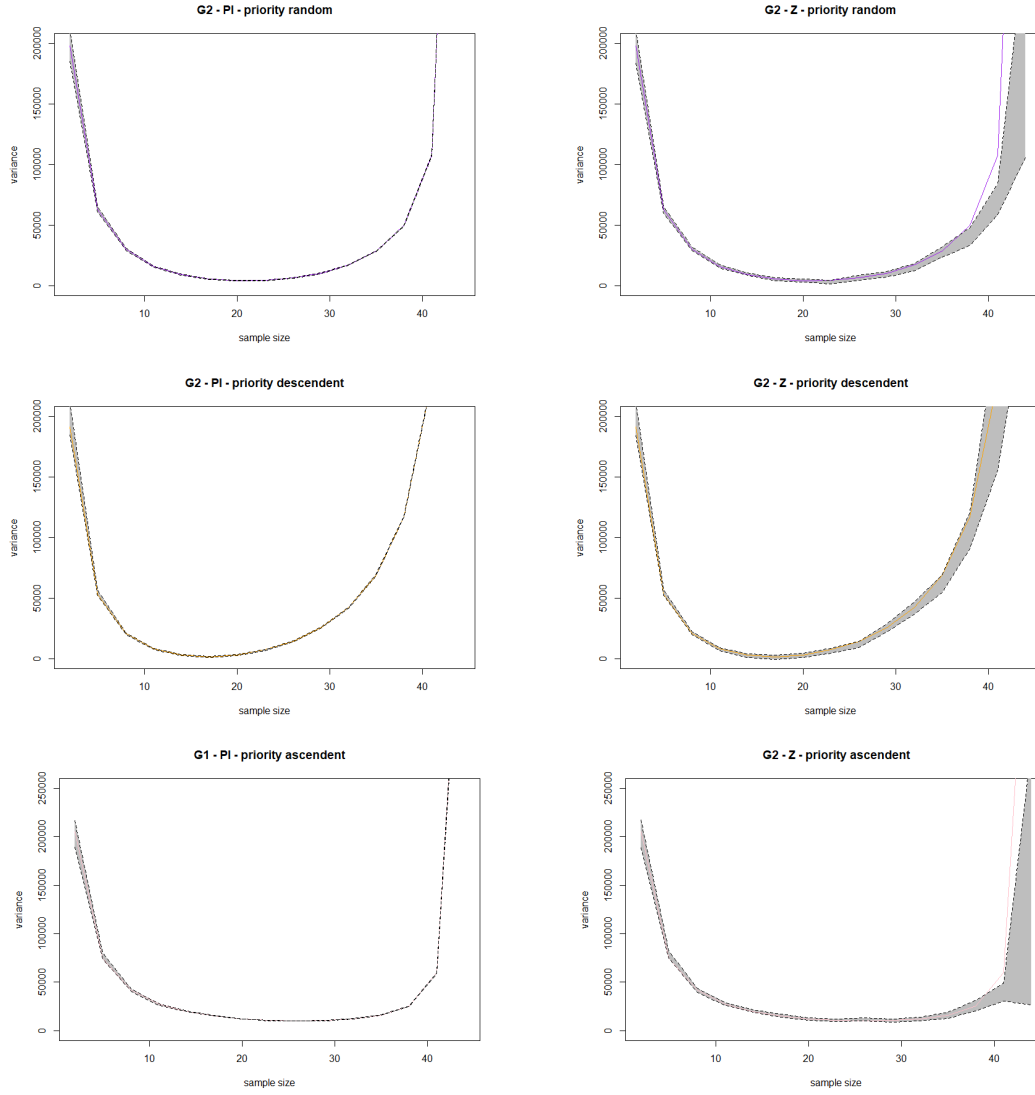 G2 - PI - priority random
200000
150000
100000
50000
0
variance
10 20 30 40
sample size
G2 - Z - priority random
200000
150000
100000
50000
0
variance
10 20 30 40
sample size
G2 - PI - priority descendent
200000
150000
100000
50000
0
variance
10 20 30 40
sample size
G2 - Z - priority descendent
200000
150000
100000
50000
0
variance
10 20 30 40
sample size
G1 - PI - priority ascendent
250000
200000
150000
100000
50000
0
variance
10 20 30 40
sample size
G2 - Z - priority ascendent
250000
200000
150000
100000
50000
0
variance
10 20 30 40
sample size